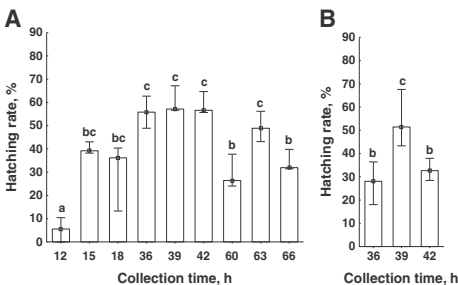 A
Hatching rate, %
90
80
70
60
50
40
30
20
10
0
a
bc
bc
c
c
c
b
c
b
12 15 18 36 39 42 60 63 66
Collection time, h
B
Hatching rate, %
90
80
70
60
50
40
30
20
10
0
b
c
b
36 39 42
Collection time, h